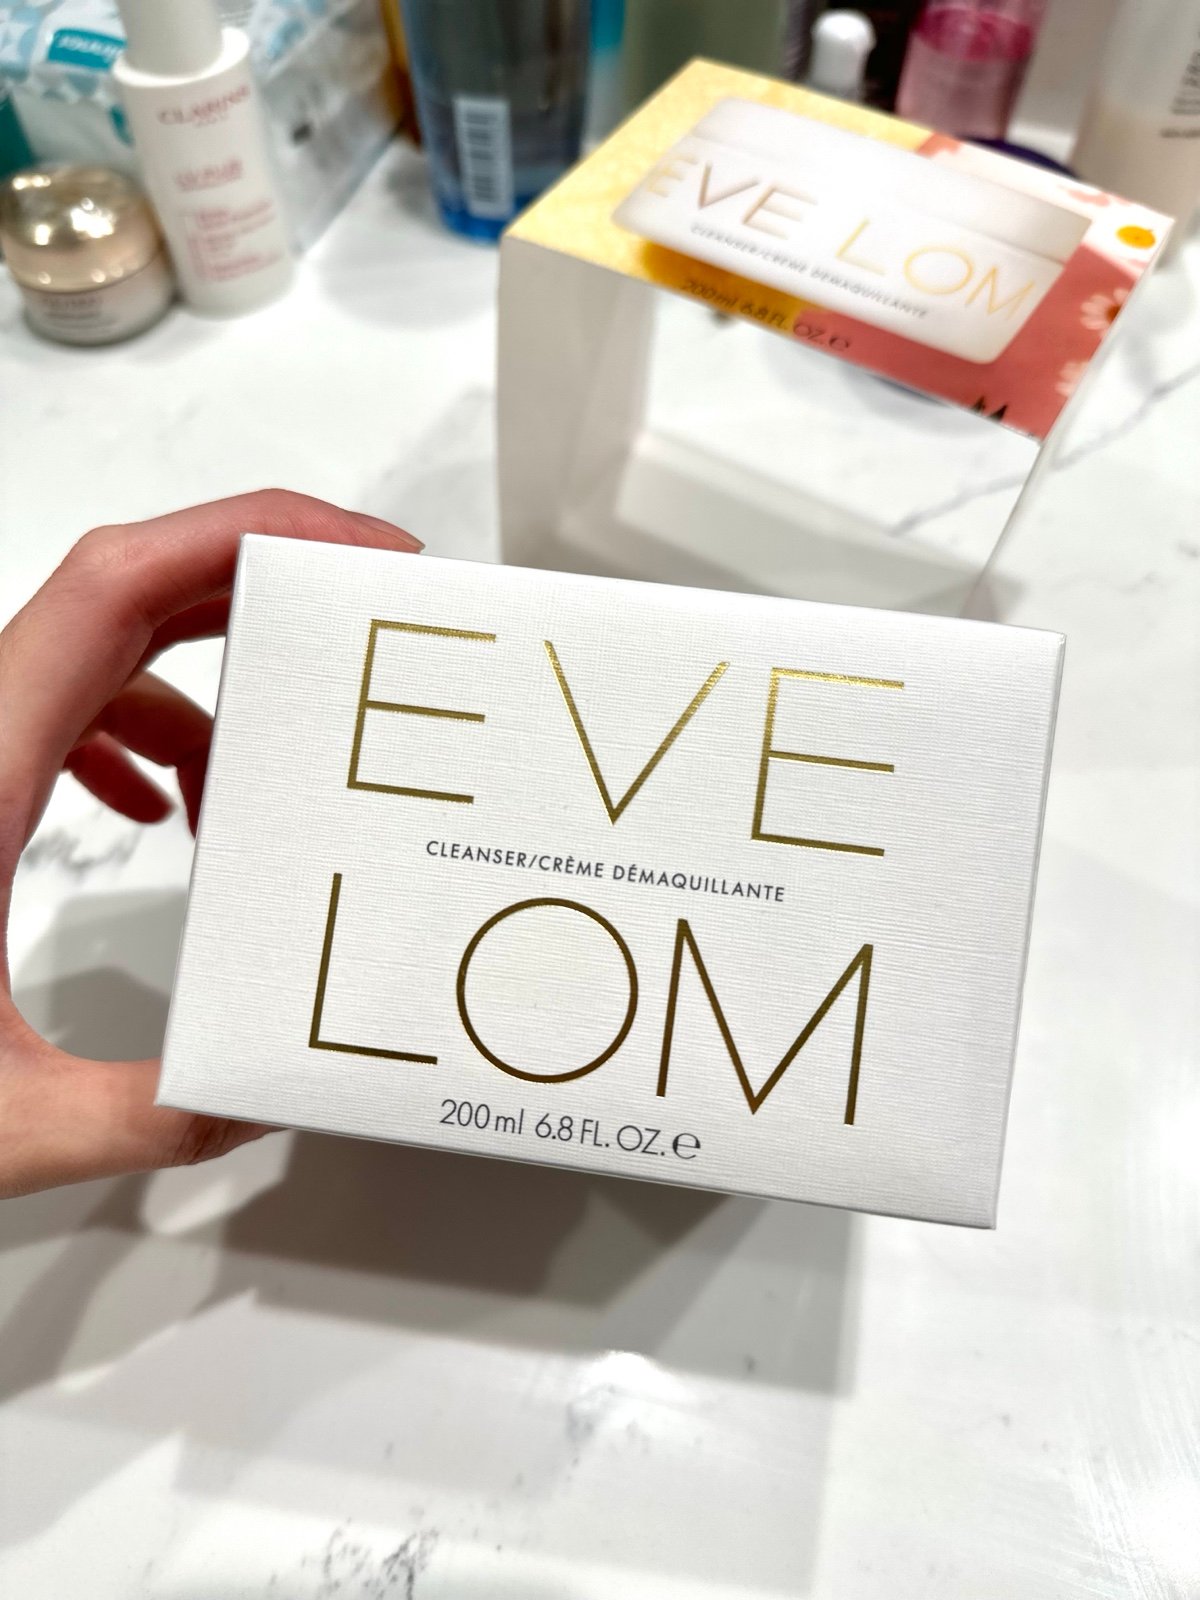 CLARINS
EVE LOM
CLEANSER/CRÈME DÉMAQUILLANTE
200ml 6.8 FL. OZ. ℮
EVE
CLEANSER/CRÈME DÉMAQUILLANTE
LOM
200ml 6.8 FL. OZ. ℮